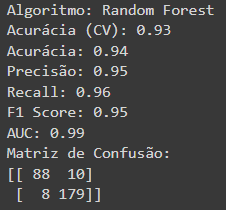 Algoritmo: Random Forest
Acurácia (CV): 0.93
Acurácia: 0.94
Precisão: 0.95
Recall: 0.96
F1 Score: 0.95
AUC: 0.99
Matriz de Confusão:
[[ 88  10]
 [  8 179]]